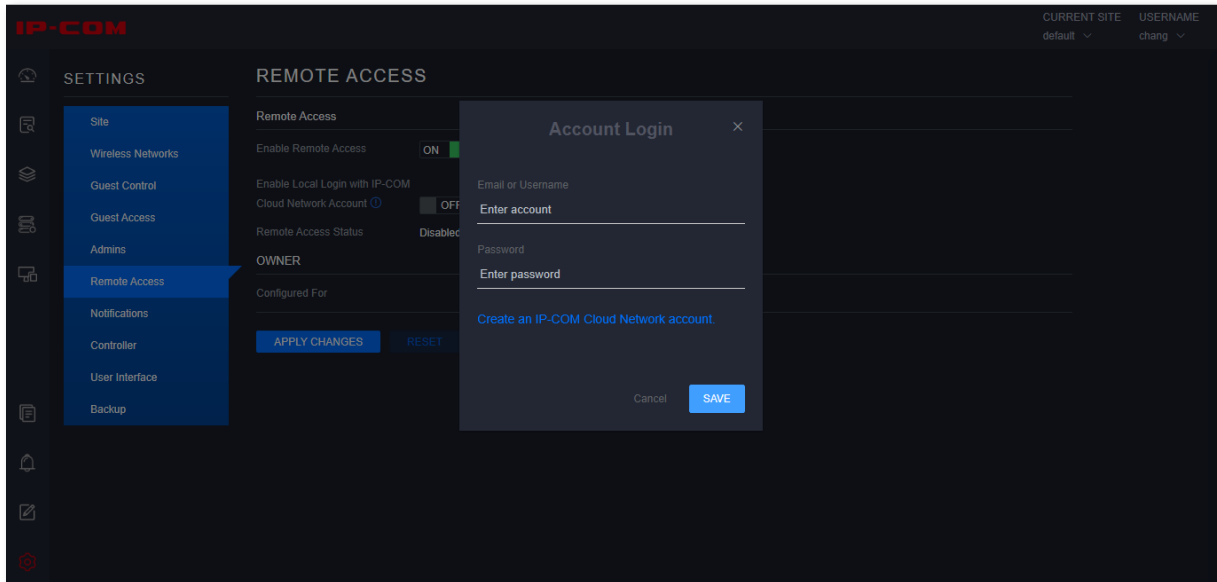 IP-COM
CURRENT SITE
USERNAME
default
chang
SETTINGS
Site
Wireless Networks
Guest Control
Guest Access
Admins
Remote Access
Notifications
Controller
User Interface
Backup
REMOTE ACCESS
Remote Access
Enable Remote Access
ON
Enable Local Login with IP-COM
Cloud Network Account
OFF
Remote Access Status
Disabled
OWNER
Configured For
APPLY CHANGES
RESET
Account Login
Email or Username
Enter account
Password
Enter password
Create an IP-COM Cloud Network account.
Cancel
SAVE